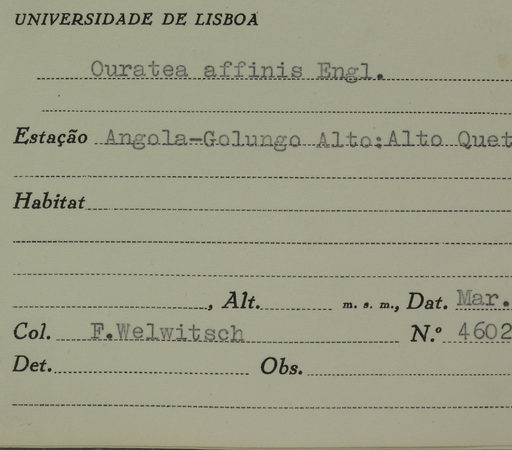 UNIVERSIDADE DE LISBOA
Ouratea affinis Engl.
Estação Angola-Golungo Alto:Alto Quet
Habitat
, Alt. m. s. m., Dat. Mar.
Col. F.Welwitsch N.º 4602
Det. Obs.